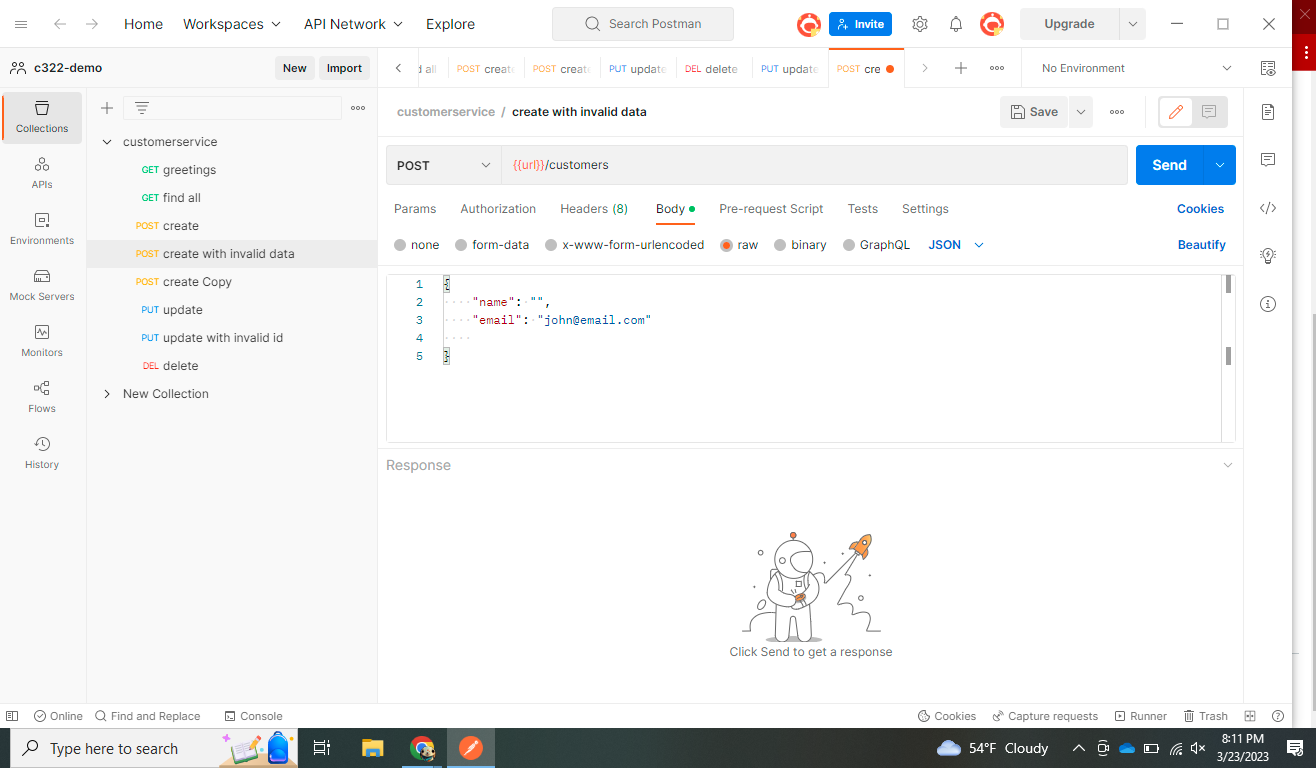 Home Workspaces API Network Explore Search Postman Invite Upgrade
c322-demo New Import
d all POST create POST create PUT update DEL delete PUT update POST cre No Environment
Collections
APIs
Environments
Mock Servers
Monitors
Flows
History
customerservice
GET greetings
GET find all
POST create
POST create with invalid data
POST create Copy
PUT update
PUT update with invalid id
DEL delete
New Collection
customerservice / create with invalid data Save
POST {{url}}/customers Send
Params Authorization Headers (8) Body Pre-request Script Tests Settings Cookies
none form-data x-www-form-urlencoded raw binary GraphQL JSON Beautify
1 {
2 "name": "",
3 "email": "john@email.com"
4
5 }
Response
Click Send to get a response
Online Find and Replace Console Cookies Capture requests Runner Trash
Type here to search 54°F Cloudy
8:11 PM
3/23/2023